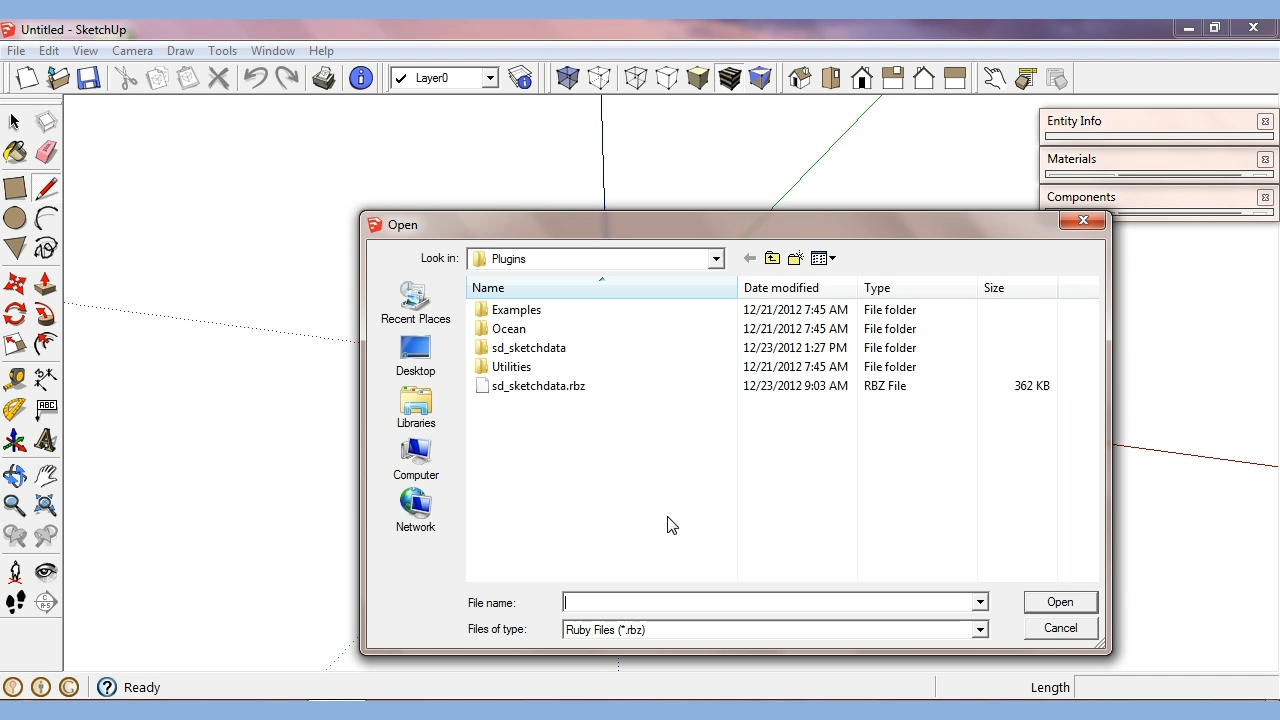 Untitled - SketchUp
File Edit View Camera Draw Tools Window Help
Layer0
Entity Info
Materials
Components
Open
Look in: Plugins
Name Date modified Type Size
Recent Places
Desktop
Libraries
Computer
Network
Examples 12/21/2012 7:45 AM File folder
Ocean 12/21/2012 7:45 AM File folder
sd_sketchdata 12/23/2012 1:27 PM File folder
Utilities 12/21/2012 7:45 AM File folder
sd_sketchdata.rbz 12/23/2012 9:03 AM RBZ File 362 KB
ABC
File name: Open
Files of type: Ruby Files (*.rbz) Cancel
Ready Length